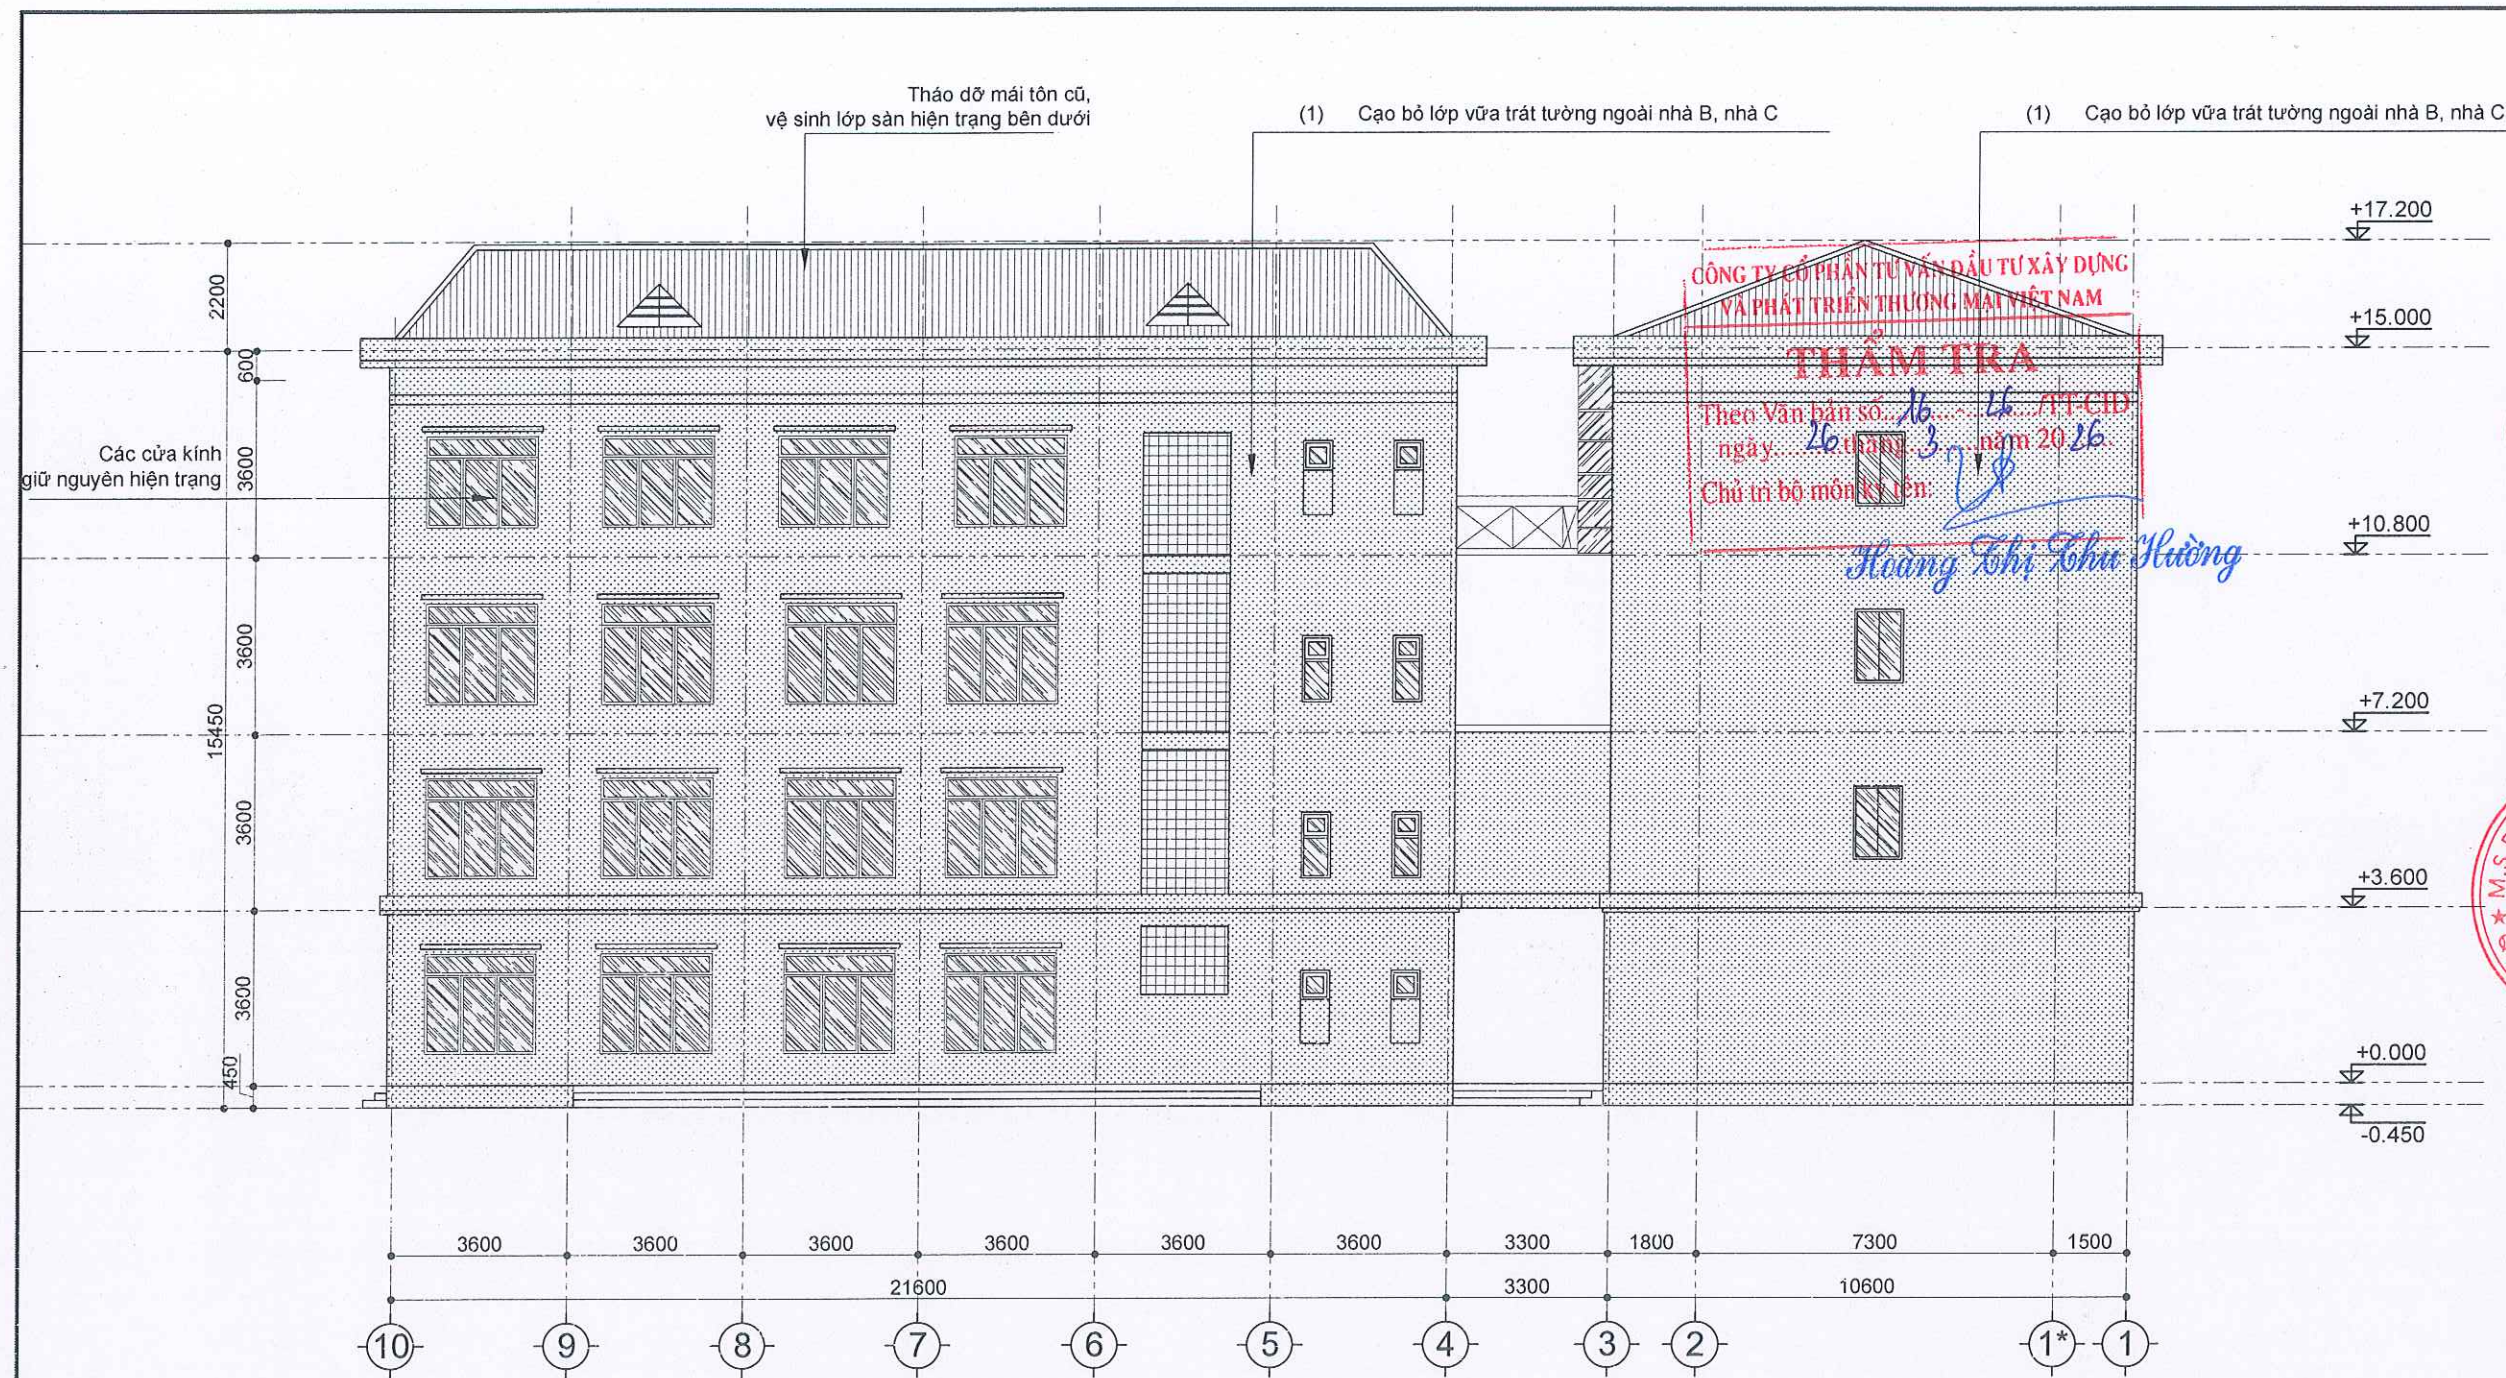 Tháo dỡ mái tôn cũ,
vệ sinh lớp sàn hiện trạng bên dưới
(1) Cạo bỏ lớp vữa trát tường ngoài nhà B, nhà C
(1) Cạo bỏ lớp vữa trát tường ngoài nhà B, nhà C
+17.200
CÔNG TY CỔ PHẦN TƯ VẤN ĐẦU TƯ XÂY DỰNG
VÀ PHÁT TRIỂN THƯƠNG MẠI VIỆT NAM
2200
+15.000
THẨM TRA
600
Theo Văn bản số 16 - /TT-CID
ngày 26 tháng 3 năm 2026
Các cửa kính
giữ nguyên hiện trạng
3600
Chủ trì bộ môn ký tên:
+10.800
Hoàng Thị Thu Hường
3600
+7.200
15450
3600
+3.600
★ M.S.
3600
+0.000
450
-0.450
3600 3600 3600 3600 3600 3600 3300 1800 7300 1500
21600 3300 10600
10 9 8 7 6 5 4 3 2 1* 1